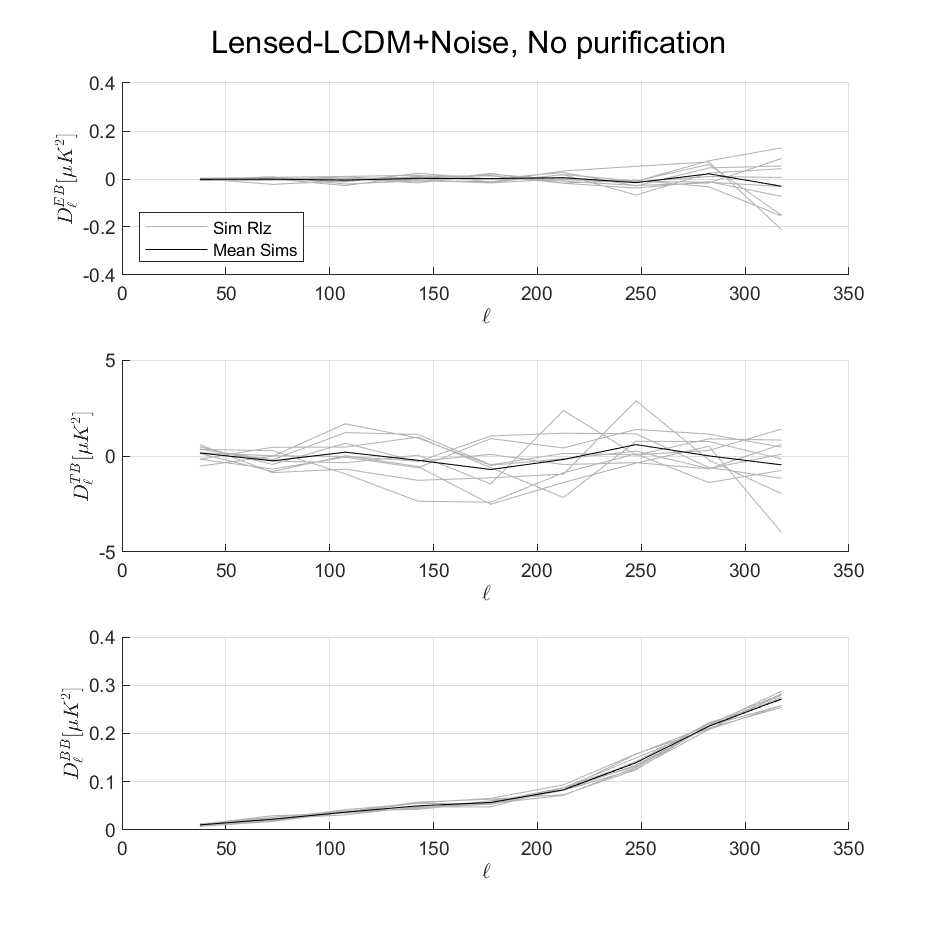 Lensed-LCDM+Noise, No purification
0.4
0.2
0
-0.2
-0.4
D_ℓ^{EB}[μK^2]
Sim Rlz
Mean Sims
0 50 100 150 200 250 300 350
ℓ
5
0
-5
D_ℓ^{TB}[μK^2]
0 50 100 150 200 250 300 350
ℓ
0.4
0.3
0.2
0.1
0
D_ℓ^{BB}[μK^2]
0 50 100 150 200 250 300 350
ℓ